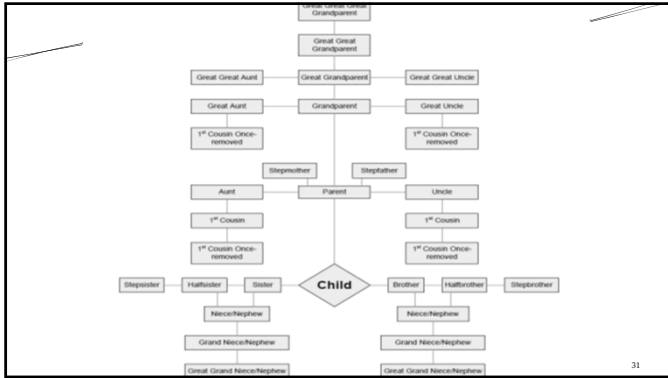 Great Great Great
Grandparent
Great Great
Grandparent
Great Great Aunt
Great Grandparent
Great Great Uncle
Great Aunt
Grandparent
Great Uncle
1st Cousin Once-
removed
1st Cousin Once-
removed
Stepmother
Stepfather
Aunt
Parent
Uncle
1st Cousin
1st Cousin
1st Cousin Once-
removed
1st Cousin Once-
removed
Stepsister
Halfsister
Sister
Child
Brother
Halfbrother
Stepbrother
Niece/Nephew
Niece/Nephew
Grand Niece/Nephew
Grand Niece/Nephew
Great Grand Niece/Nephew
Great Grand Niece/Nephew
31